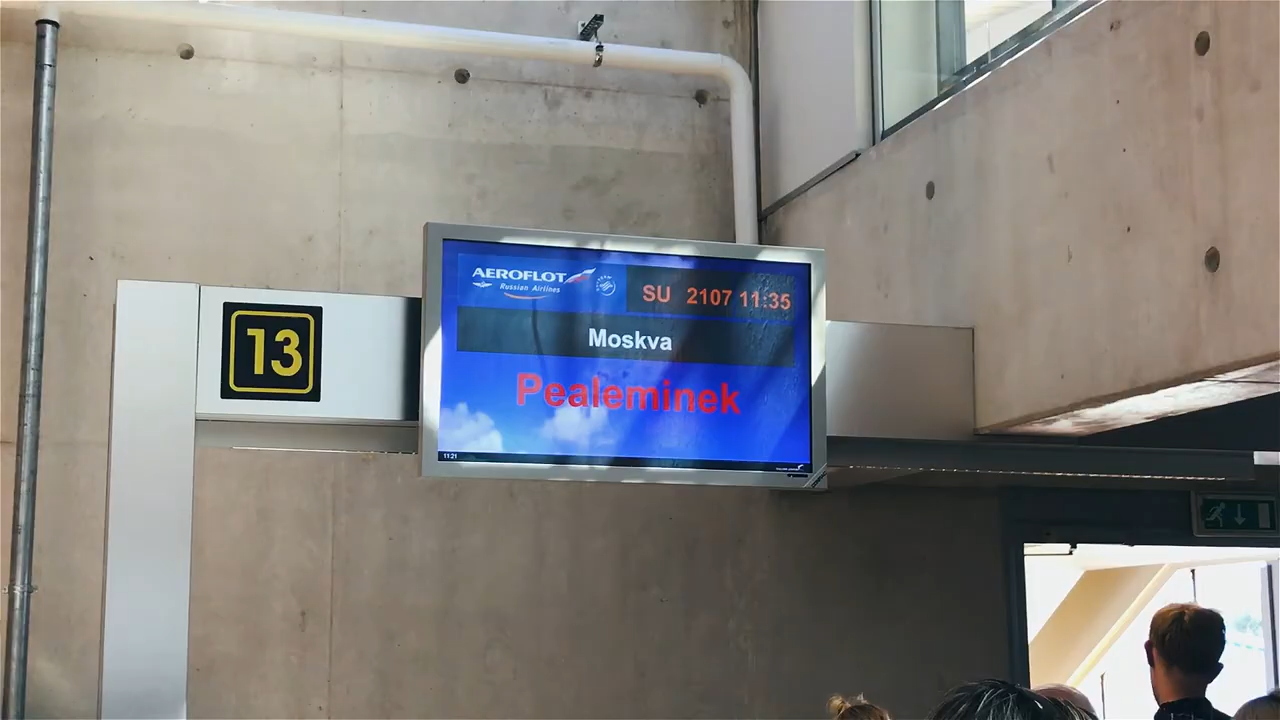 13
AEROFLOT
Russian Airlines
SU 2107 11:35
Moskva
Pealeminek
11:21